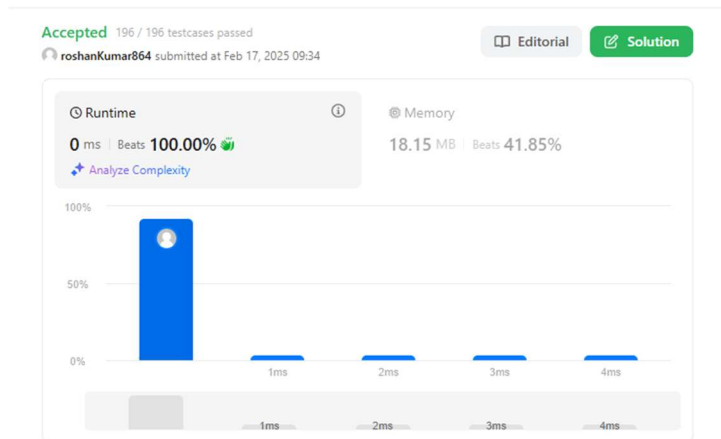 Accepted 196 / 196 testcases passed
Editorial
Solution
roshanKumar864 submitted at Feb 17, 2025 09:34
Runtime
0 ms | Beats 100.00%
Analyze Complexity
Memory
18.15 MB | Beats 41.85%
100%
50%
0%
1ms 2ms 3ms 4ms
1ms 2ms 3ms 4ms